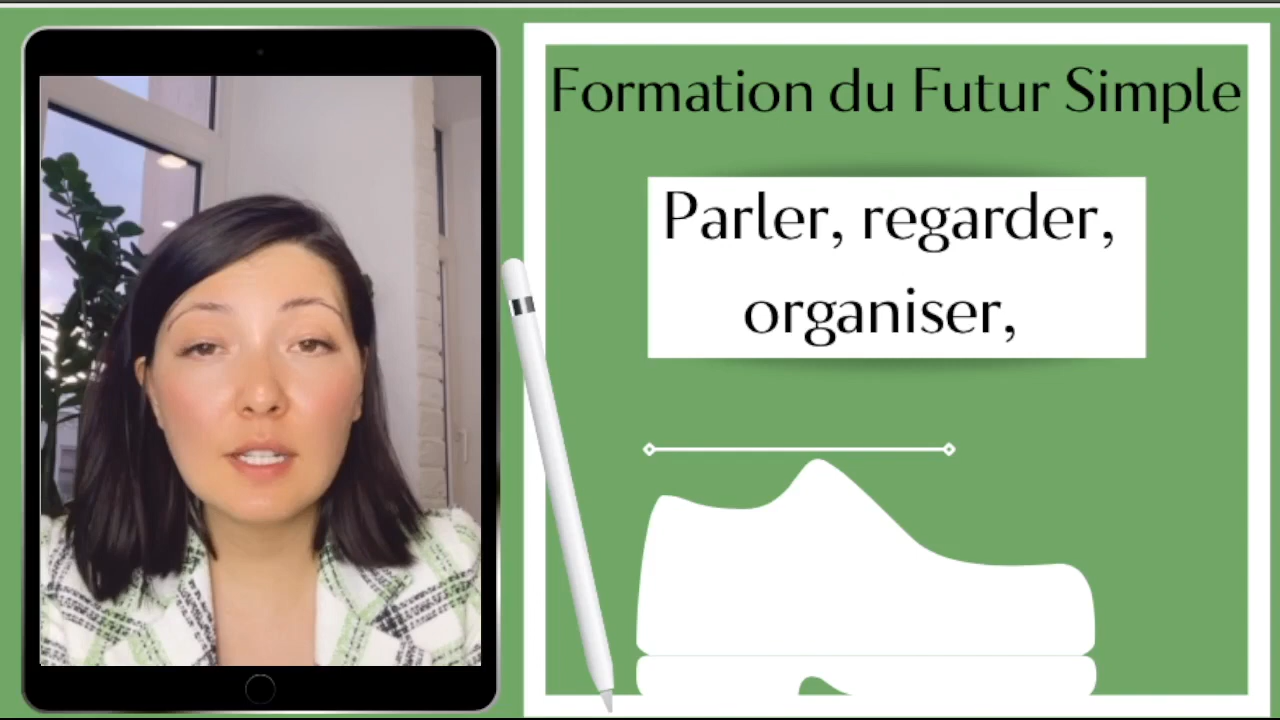 Formation du Futur Simple
Parler, regarder,
organiser,